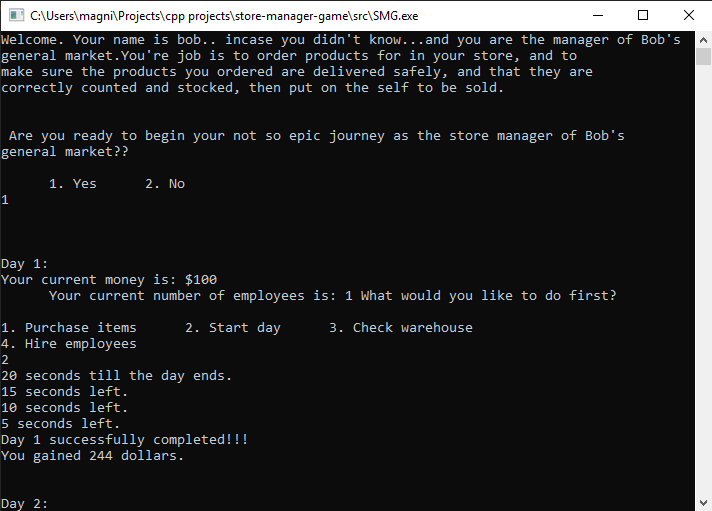 C:\Users\magni\Projects\cpp projects\store-manager-game\src\SMG.exe
Welcome. Your name is bob.. incase you didn't know...and you are the manager of Bob's
general market.You're job is to order products for in your store, and to
make sure the products you ordered are delivered safely, and that they are
correctly counted and stocked, then put on the self to be sold.
Are you ready to begin your not so epic journey as the store manager of Bob's
general market??
1. Yes      2. No
1
Day 1:
Your current money is: $100
Your current number of employees is: 1 What would you like to do first?
1. Purchase items      2. Start day      3. Check warehouse
4. Hire employees
2
20 seconds till the day ends.
15 seconds left.
10 seconds left.
5 seconds left.
Day 1 successfully completed!!!
You gained 244 dollars.
Day 2: